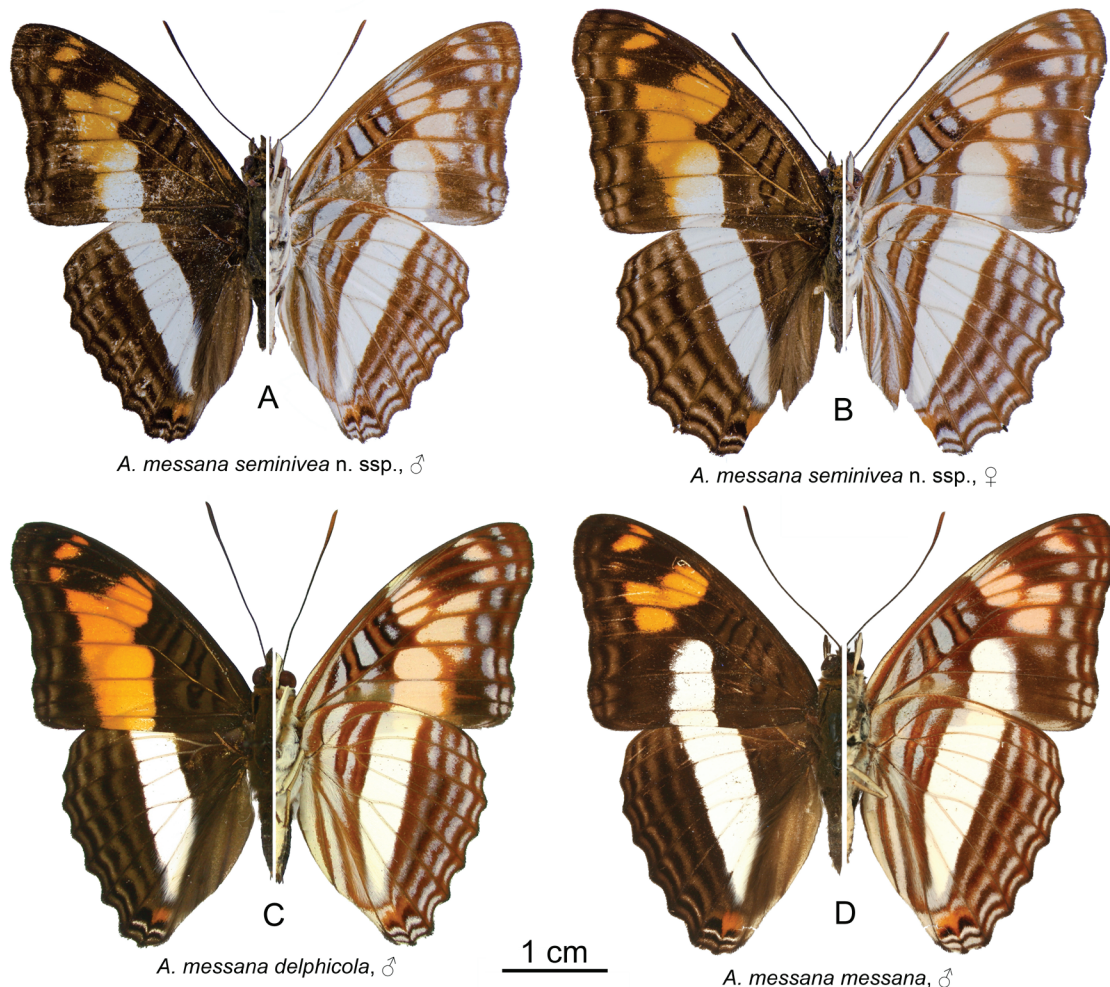 A
B
A. messana seminivea n. ssp., ♂
A. messana seminivea n. ssp., ♀
C
D
1 cm
A. messana delphicola, ♂
A. messana messana, ♂